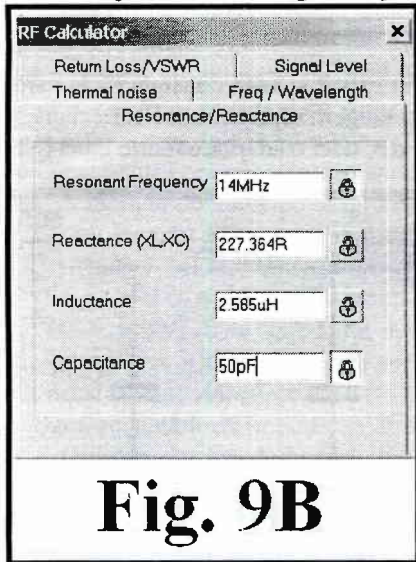 RF Calculator x
Return Loss/VSWR Signal Level
Thermal noise Freq / Wavelength
Resonance/Reactance
Resonant Frequency 14MHz
Reactance (XL,XC) 227.364R
Inductance 2.585uH
Capacitance 50pF
Fig. 9B